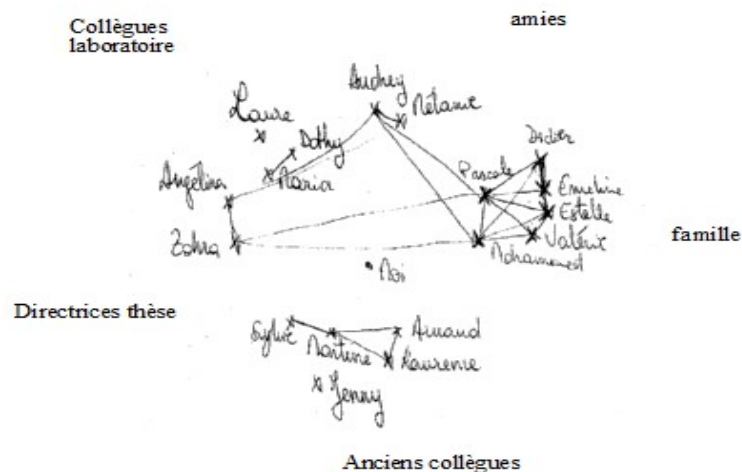 Collègues
laboratoire
amies
Audrey
Mélanie
Laure
Dothy
Maria
Didier
Pascale
Angélina
Emeline
Estelle
Zohra
Valérie
Mohammed
famille
Moi
Directrices thèse
Sylvie
Martine
Arnaud
Laurence
Jenny
Anciens collègues